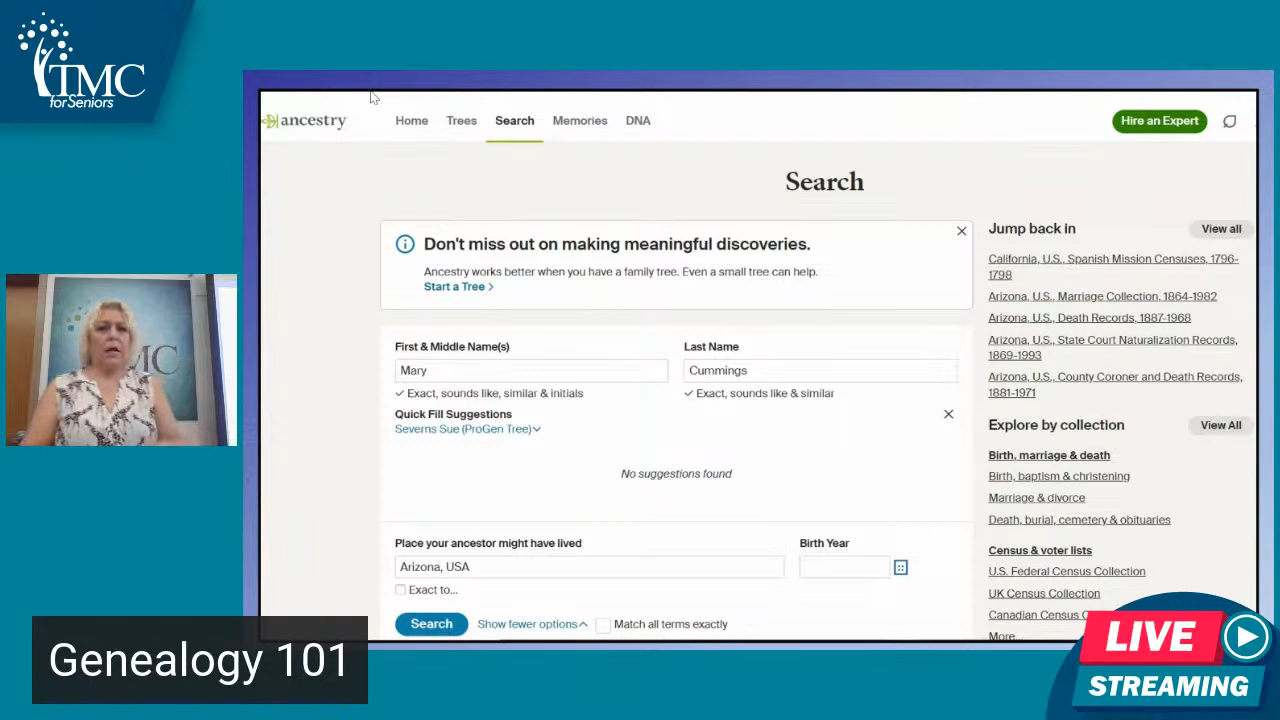 TMC
for Seniors
ancestry
Home Trees Search Memories DNA
Hire an Expert
Search
Don't miss out on making meaningful discoveries.
Ancestry works better when you have a family tree. Even a small tree can help.
Start a Tree >
First & Middle Name(s)
Last Name
Mary
Cummings
Exact, sounds like, similar & initials
Exact, sounds like & similar
Quick Fill Suggestions
Severns Sue (ProGen Tree)
No suggestions found
Place your ancestor might have lived
Birth Year
Arizona, USA
Exact to...
Search
Show fewer options
Match all terms exactly
Jump back in
View all
California, U.S., Spanish Mission Censuses, 1796-
1798
Arizona, U.S., Marriage Collection, 1864-1982
Arizona, U.S., Death Records, 1887-1968
Arizona, U.S., State Court Naturalization Records,
1869-1993
Arizona, U.S., County Coroner and Death Records,
1881-1971
Explore by collection
View All
Birth, marriage & death
Birth, baptism & christening
Marriage & divorce
Death, burial, cemetery & obituaries
Census & voter lists
U.S. Federal Census Collection
UK Census Collection
Canadian Census
More...
MC
Genealogy 101
LIVE
STREAMING